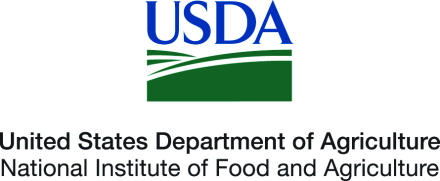 USDA
United States Department of Agriculture
National Institute of Food and Agriculture